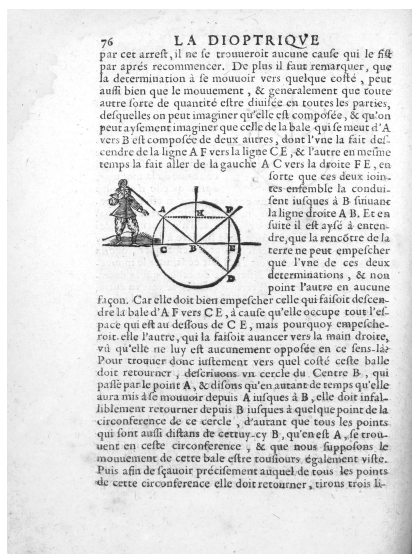 76 LA DIOPTRIQVE
par cet arrest, il ne se trouueroit aucune cause qui le fist
par aprés recommencer. De plus il faut remarquer, que
la determination à se mouuoir vers quelque costé, peut
aussi bien que le mouuement, & generalement que toute
autre sorte de quantité estre diuisée en toutes les parties,
desquelles on peut imaginer qu'elle est composée, & qu'on
peut aysement imaginer que celle de la bale qui se meut d'A
vers B est composée de deux autres, dont l'vne la fait des-
cendre de la ligne A F vers la ligne C E, & l'autre en mesme
temps la fait aller de la gauche A C vers la droite F E, en
sorte que ces deux ioin-
tes ensemble la condui-
sent iusques à B suiuant
la ligne droite A B. Et en
suite il est aysé à enten-
dre, que la rencõtre de la
terre ne peut empescher
que l'vne de ces deux
determinations, & non
point l'autre en aucune
A H F
C B E
D
façon. Car elle doit bien empescher celle qui faisoit descen-
dre la bale d'A F vers C E, à cause qu'elle occupe tout l'es-
pace qui est au dessous de C E, mais pourquoy empesche-
roit-elle l'autre, qui la faisoit auancer vers la main droite,
vû qu'elle ne luy est aucunement opposée en ce sens-là?
Pour trouuer donc iustement vers quel costé ceste balle
doit retourner, descriuons vn cercle du Centre B, qui
passe par le point A, & disons qu'en autant de temps qu'elle
aura mis à se mouuoir depuis A iusques à B, elle doit infal-
liblement retourner depuis B iusques à quelque point de la
circonference de ce cercle, d'autant que tous les points
qui sont aussi distans de cettuy-cy B, qu'en est A, se trou-
uent en ceste circonference, & que nous supposons le
mouuement de cette bale estre tousiours également viste.
Puis afin de sçauoir précisement auquel de tous les points
de cette circonference elle doit retourner, tirons trois li-